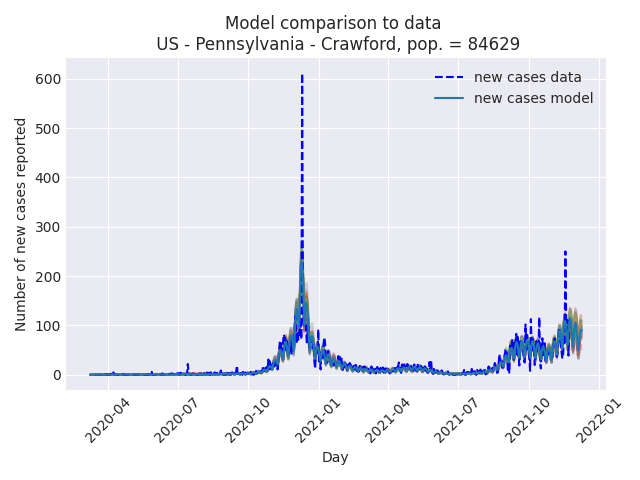 Model comparison to data
US - Pennsylvania - Crawford, pop. = 84629
new cases data
new cases model
Number of new cases reported
600
500
400
300
200
100
0
2020-04
2020-07
2020-10
2021-01
2021-04
2021-07
2021-10
2022-01
Day